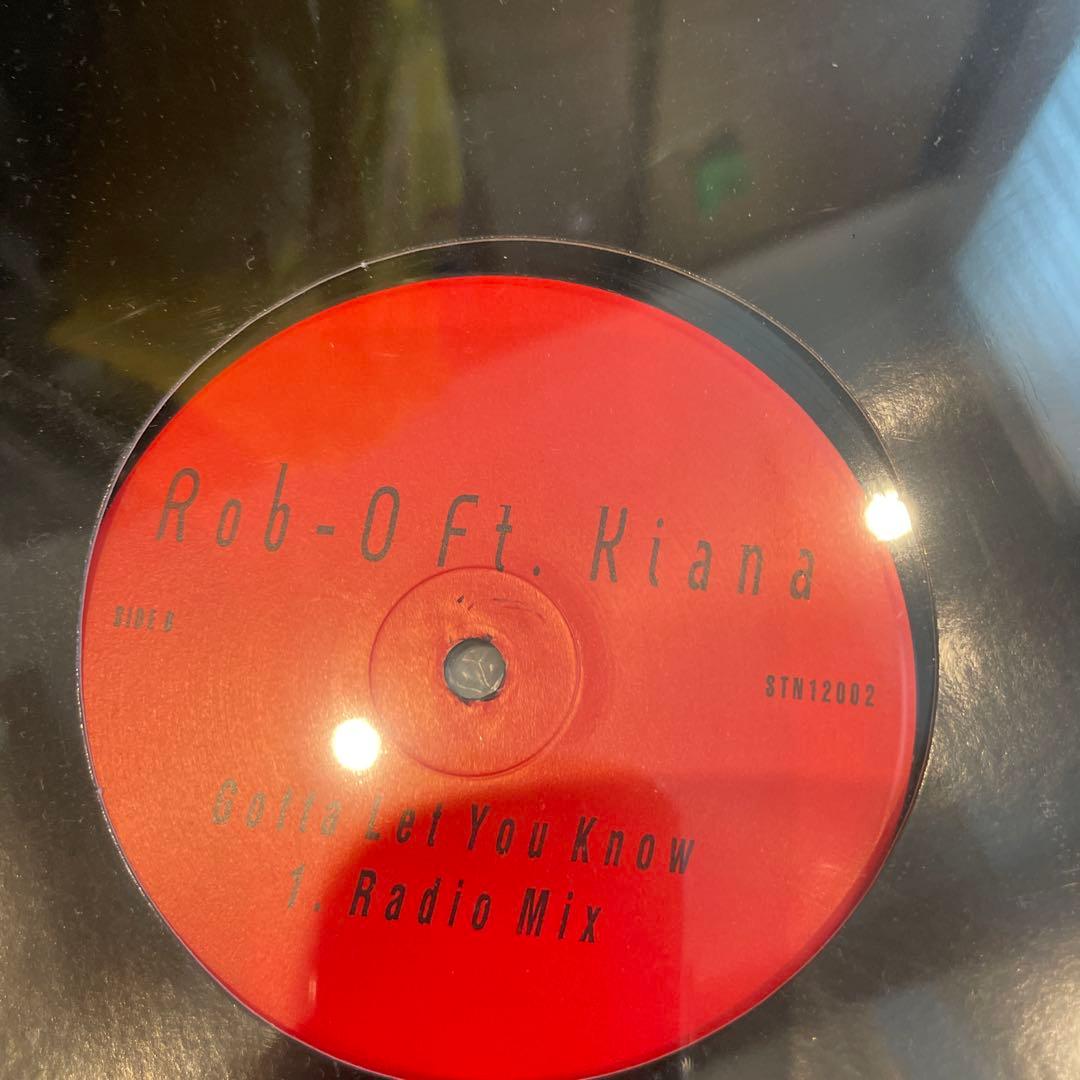 Rob-O Ft. Kiana
SIDE B
STN12002
Gotta Let You Know
1. Radio Mix